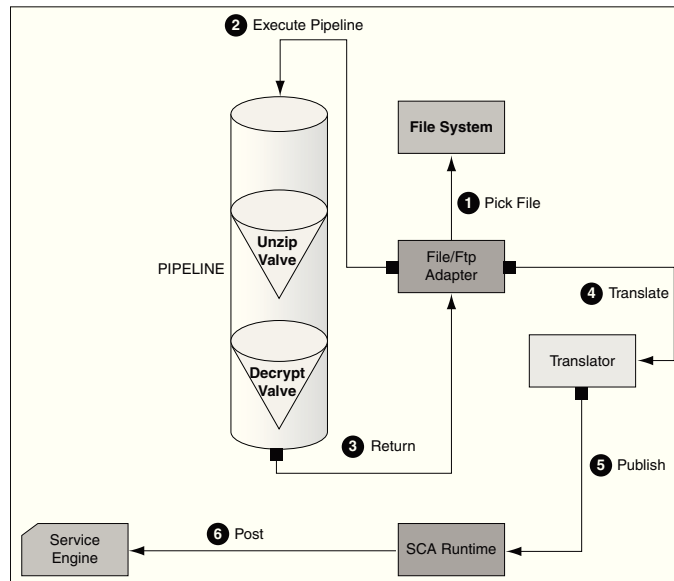 2 Execute Pipeline
File System
1 Pick File
Unzip
Valve
PIPELINE
File/Ftp
Adapter
4 Translate
Translator
Decrypt
Valve
3 Return
5 Publish
6 Post
Service
Engine
SCA Runtime